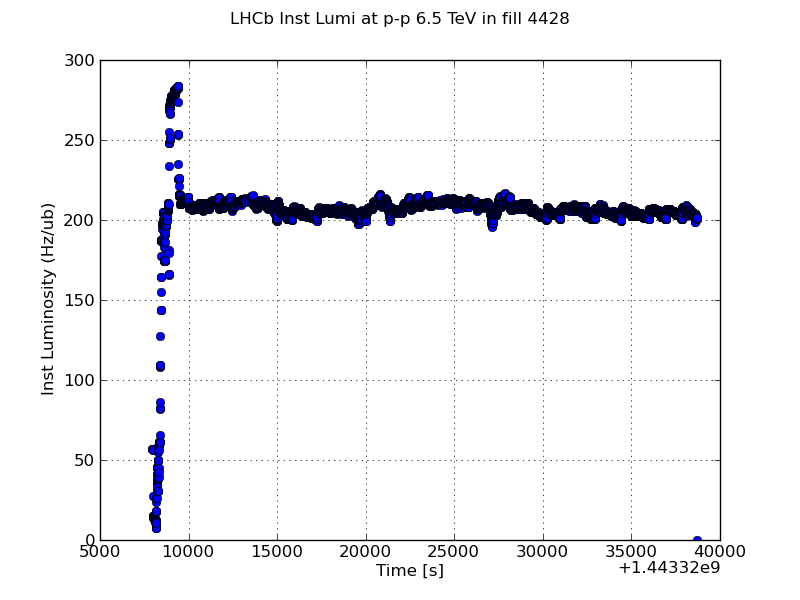 LHCb Inst Lumi at p-p 6.5 TeV in fill 4428
300
250
200
150
100
50
0
Inst Luminosity (Hz/ub)
5000 10000 15000 20000 25000 30000 35000 40000
Time [s]
+1.44332e9